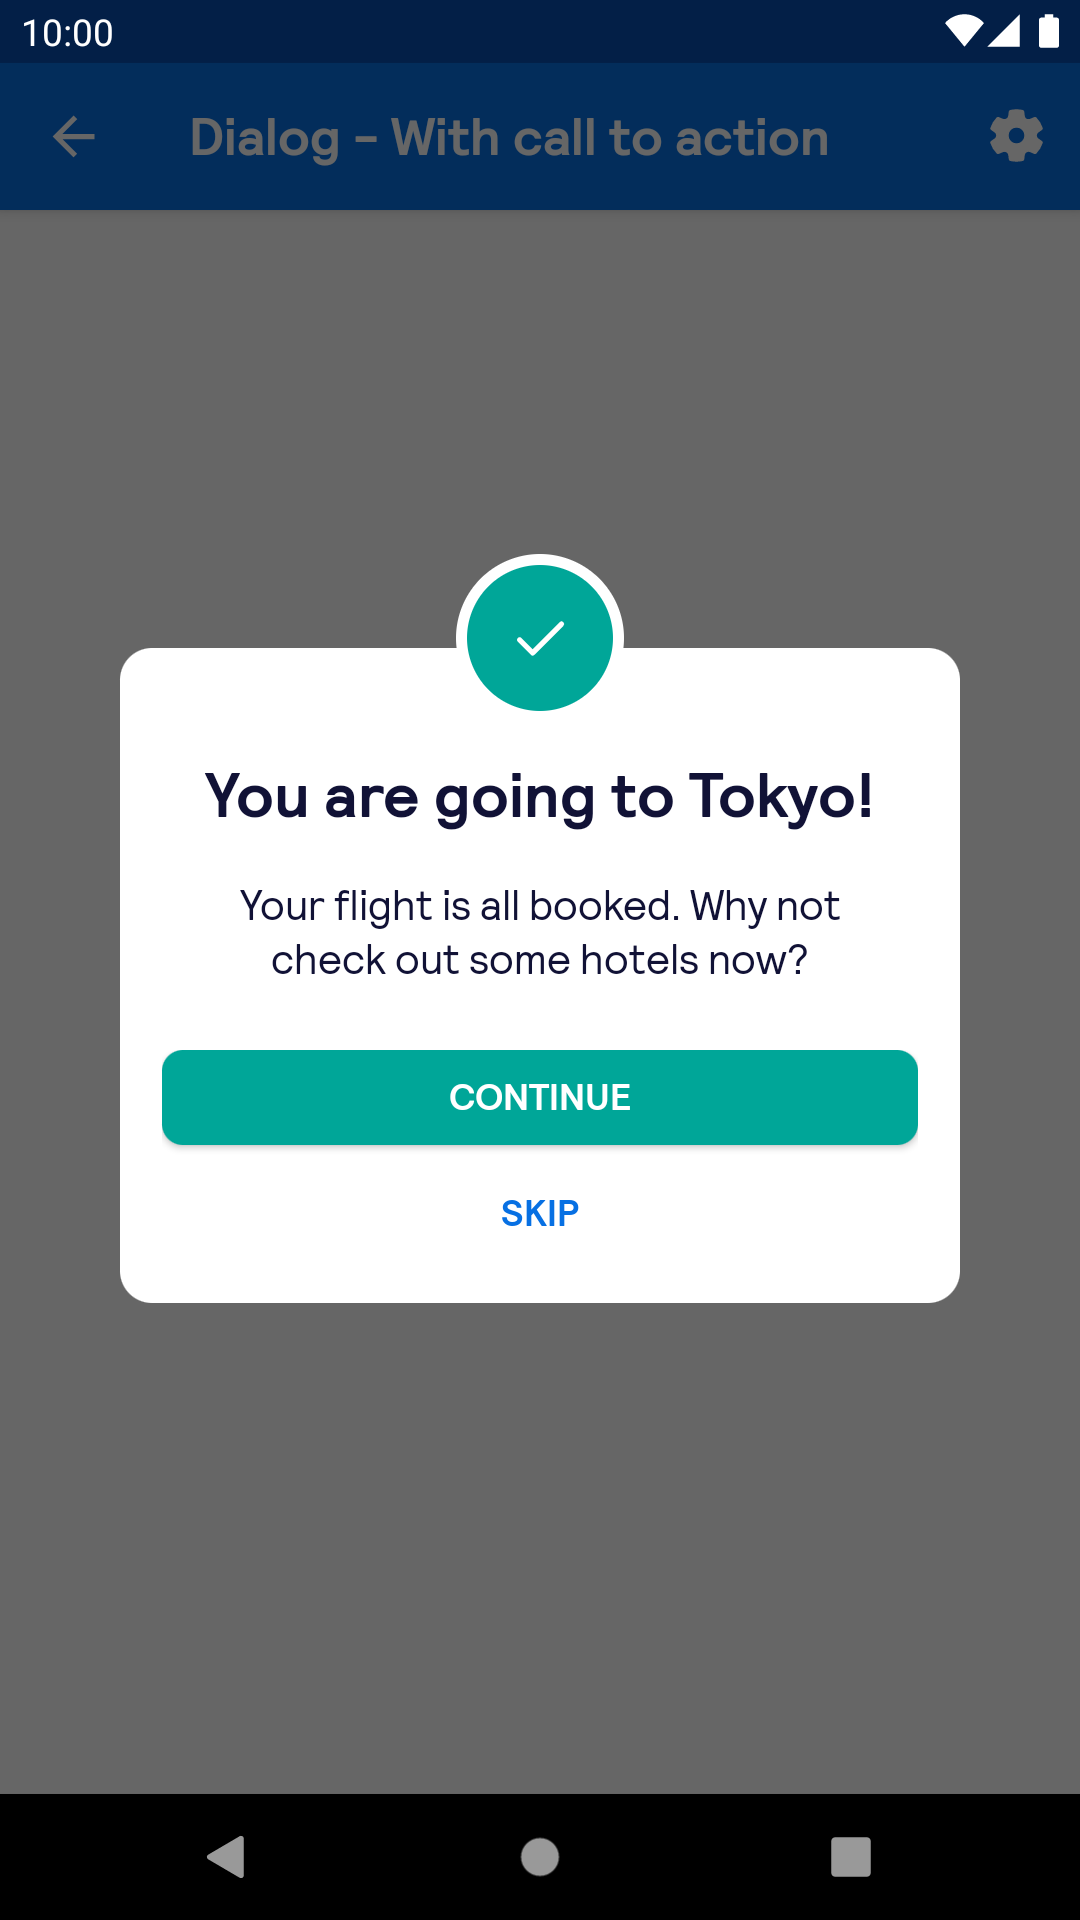 10:00
Dialog – With call to action
You are going to Tokyo!
Your flight is all booked. Why not
check out some hotels now?
CONTINUE
SKIP